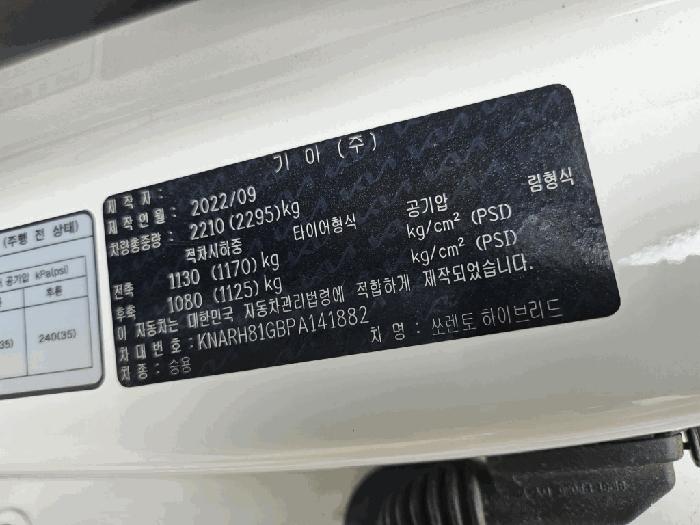 제 작 자 : 기 아 (주)
제작연월 : 2022/09
차량총중량 : 2210 (2295)kg
적차시하중 타이어형식 공기압 림형식
전축 1130 (1170) kg kg/cm² (PSI)
후축 1080 (1125) kg kg/cm² (PSI)
이 자동차는 대한민국 자동차관리법령에 적합하게 제작되었습니다.
차 대 번 호 : KNARH81GBPA141882
차 종 : 승용 차 명 : 쏘렌토 하이브리드
(주행 전 상태)
공기압 kPa(psi)
후륜
35) 240(35)